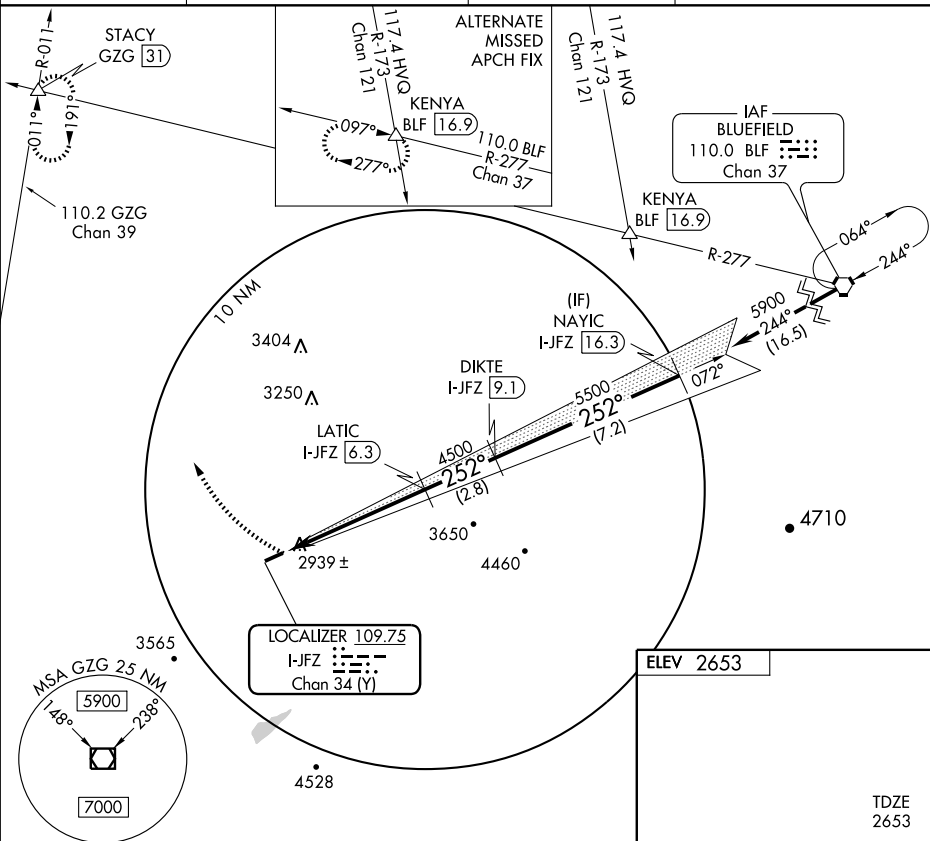 R-011
STACY
GZG 31
011°
191°
110.2 GZG
Chan 39
117.4 HVQ
R-173
Chan 121
ALTERNATE
MISSED
APCH FIX
KENYA
BLF 16.9
097°
277°
110.0 BLF
R-277
Chan 37
117.4 HVQ
R-173
Chan 121
IAF
BLUEFIELD
110.0 BLF
Chan 37
KENYA
BLF 16.9
R-277
064°
244°
5900
244°
(16.5)
10 NM
(IF)
NAYIC
I-JFZ 16.3
072°
3404
3250
DIKTE
I-JFZ 9.1
5500
252°
(7.2)
LATIC
I-JFZ 6.3
4500
252°
(2.8)
3650
4460
4710
2939 ±
LOCALIZER 109.75
I-JFZ
Chan 34 (Y)
3565
MSA GZG 25 NM
5900
148°
238°
7000
4528
ELEV 2653
TDZE
2653